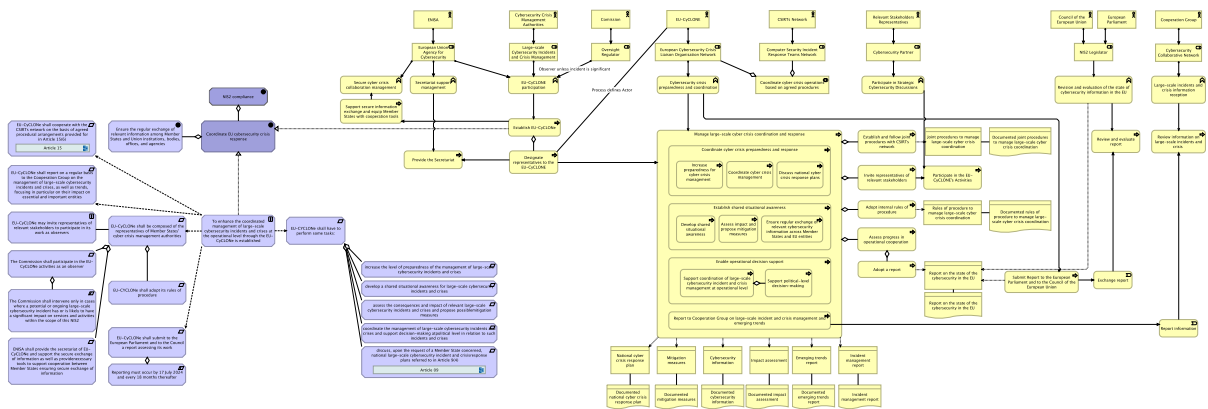 ENISA
Cybersecurity Crisis
Management
Authorities
Comission
EU-CyCLONE
CSIRTs Network
Relevant Stakeholders
Representatives
Council of the
European Union
European
Parliament
Cooperation Group
European Union
Agency for
Cybersecurity
Large-scale
Cybersecurity Incidents
and Crisis Management
Oversight
Regulator
European Cybersecurity Crisis
Liaison Organisation Network
Computer Security Incident
Response Teams Network
Cybersecurity Partner
NIS2 Legislator
Cybersecurity
Collaborative Network
Observer unless incident is significant
Process defines Actor
Secure cyber crisis
collaboration management
Secretariat support
management
EU-CyCLONE
participation
Cybersecurity crisis
preparedness and coordination
Coordinate cyber crisis operations
based on agreed procedures
Participate in Strategic
Cybersecurity Discussions
Revision and evaluation of the state of
cybersecurity information in the EU
Large-scale incidents and
crisis information
reception
NIS2 compliance
Support secure information
exchange and equip Member
States with cooperation tools
Establish EU-CyCLONe
Coordinate EU cybersecurite crisis
response
Ensure the regular exchange of
relevant information among Member
States and Union institutions, bodies,
offices, and agencies
EU-CyCLONe shall cooperate with the
CSIRTs network on the basis of agreed
procedural arrangements provided for
in Article 15(6)
Article 15
Provide the Secretariat
Designate
representatives to the
EU-CyCLONE
Manage large-scale cyber crisis coordination and response
Coordinate cyber crisis preparedness and response
Increase
preparedness for
cyber crisis
management
Coordinate cyber crisis
management
Discuss national cyber
crisis response plans
Establish and follow joint
procedures with CSIRT's
network
Joint procedures to manage
large-scale cyber crisis
coordination
Documented joint procedures
to manage large-scale cyber
crisis coordination
Review and evaluate
report
Review information on
large-scale incidents and
crisis
Invite representatives of
relevant stakeholders
Participate in the EU-
CyCLONE's Activities
EU-CyCLONe shall report on a regular basis
to the Cooperation Group on the
management of large-scale cybersecurity
incidents and crises, as well as trends,
focusing in particular on their impact on
essential and important entities
Establish shared situational awareness
Develop shared
situational
awareness
Assess impact and
propose mitigation
measures
Ensure regular exchange of
relevant cybersecurity
information across
Member States and EU entities
Adopt internal rules of
procedure
Rules of procedure to
manage large-scale cyber
crisis coordination
Documented rules of
procedure to manage large-
scale cyber crisis coordination
EU-CyCLONe may invite representatives of
relevant stakeholders to participate in its
work as observers
EU-CyCLONe shall be composed of the
representatives of Member States'
cyber crisis management authorities
To enhance the coordinated
management of large-scale
cybersecurity incidents and crises at
the operational level through the EU-
CyCLONe is established
EU-CYCLONE shall have to
perform some tasks:
Assess progress in
operational cooperation
Enable operational decision support
Support coordination of large-scale
cybersecurity incident and crisis
management at operational level
Support political-level
decision-making
Adopt a report
Report on the state of the
cybersecurity in the EU
Submit Report to the European
Parliament and to the Council of the
European Union
Exchange report
Report on the state of the
cybersecurity in the EU
The Commission shall participate in the EU-
CyCLONe activities as an observer
increase the level of preparedness of the management of large-scale
cybersecurity incidents and crises
develop a shared situational awareness for large-scale cybersecurity
incidents and crises
EU-CYCLONE shall adopt its rules of
procedure
The Commission shall intervene only in cases
where a potential or ongoing large-scale
cybersecurity incident has or is likely to have
a significant impact on services and activities
within the scope of this NIS2
assess the consequences and impact of relevant large-scale
cybersecurity incidents and crises and propose possiblemitigation
measures
coordinate the management of large-scale cybersecurity incidents and
crises and support decision-making atpolitical level in relation to such
incidents and crises
Report to Cooperation Group on large-scale incident and crisis management and
emerging trends
Report information
EU-CyCLONe shall submit to the
European Parliament and to the Council
a report assessing its work
ENISA shall provide the secretariat of EU-
CyCLONe and support the secure exchange
of information as well as providenecessary
tools to support cooperation between
Member States ensuring secure exchange of
information
discuss, upon the request of a Member State concerned,
national large-scale cybersecurity incident and crisisresponse
plans referred to in Article 9(4)
Article 09
Reporting must occur by 17 July 2024
and every 18 months thereafter
National cyber
crisis response
plan
Mitigation
measures
Cybersecurity
information
Impact assessment
Emerging trends
report
Incident
management
report
Documented
national cyber crisis
response plan
Documented
mitigation measures
Documented
cybersecurity
information
Documented impact
assessment
Documented
emerging trends
report
Incident
management report